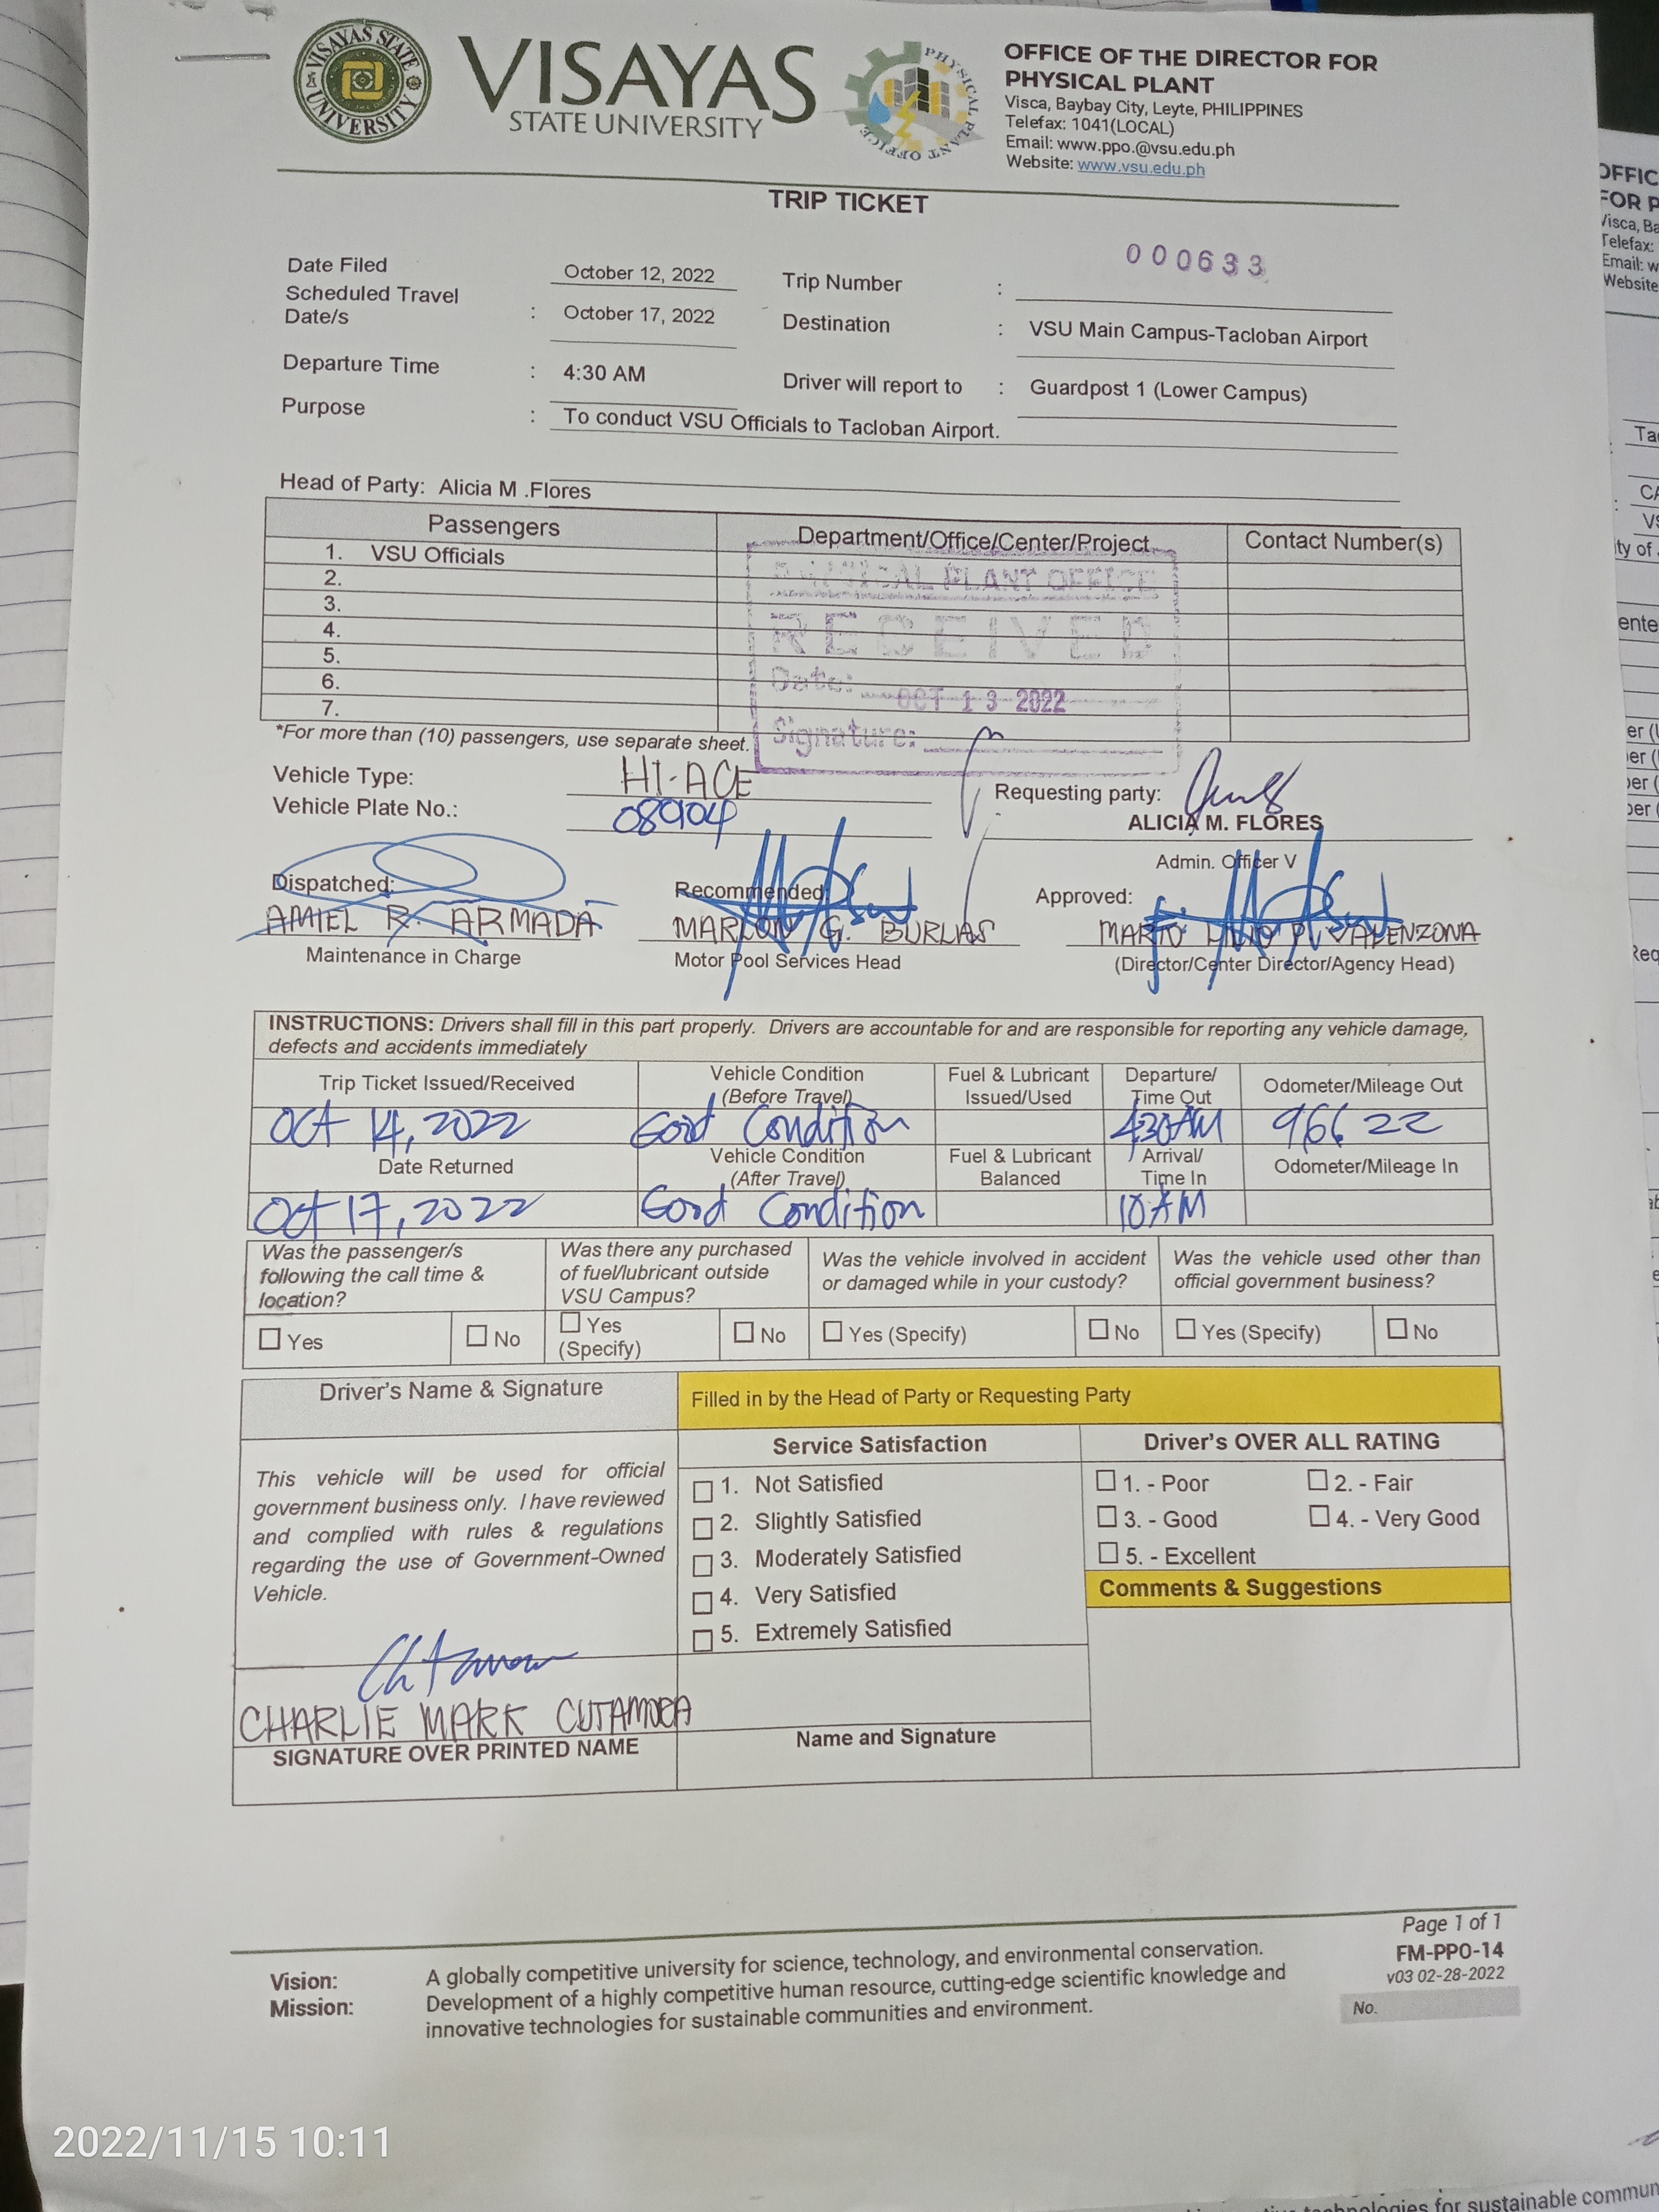 VISAYAS STATE UNIVERSITY
VISAYAS
STATE UNIVERSITY
PHYSICAL PLANT OFFICE
OFFICE OF THE DIRECTOR FOR
PHYSICAL PLANT
Visca, Baybay City, Leyte, PHILIPPINES
Telefax: 1041(LOCAL)
Email: www.ppo.@vsu.edu.ph
Website: www.vsu.edu.ph
TRIP TICKET
000633
Date Filed October 12, 2022 Trip Number :
Scheduled Travel
Date/s : October 17, 2022 Destination : VSU Main Campus-Tacloban Airport
Departure Time : 4:30 AM Driver will report to : Guardpost 1 (Lower Campus)
Purpose : To conduct VSU Officials to Tacloban Airport.
Head of Party: Alicia M .Flores
Passengers Department/Office/Center/Project Contact Number(s)
1. VSU Officials
2.
3.
4.
5.
6.
7.
PHYSICAL PLANT OFFICE
RECEIVED
Date: OCT 13 2022
Signature:
*For more than (10) passengers, use separate sheet.
Vehicle Type: HI-ACE
Vehicle Plate No.: 08904
Requesting party:
ALICIA M. FLORES
Admin. Officer V
Dispatched: Recommended: Approved:
AMIEL R. ARMADA MARLON G. BURLAS MARIO LILIO P. VALENZONA
Maintenance in Charge Motor Pool Services Head (Director/Center Director/Agency Head)
INSTRUCTIONS: Drivers shall fill in this part properly. Drivers are accountable for and are responsible for reporting any vehicle damage,
defects and accidents immediately
Trip Ticket Issued/Received Vehicle Condition (Before Travel) Fuel & Lubricant Issued/Used Departure/ Time Out Odometer/Mileage Out
Oct 14, 2022 Good Condition 430AM 96622
Date Returned Vehicle Condition (After Travel) Fuel & Lubricant Balanced Arrival/ Time In Odometer/Mileage In
Oct 17, 2022 Good Condition 10 AM
Was the passenger/s
following the call time &
location?
Was there any purchased
of fuel/lubricant outside
VSU Campus?
Was the vehicle involved in accident
or damaged while in your custody?
Was the vehicle used other than
official government business?
☐ Yes ☐ No ☐ Yes (Specify) ☐ No ☐ Yes (Specify) ☐ No ☐ Yes (Specify) ☐ No
Driver's Name & Signature
Filled in by the Head of Party or Requesting Party
This vehicle will be used for official
government business only. I have reviewed
and complied with rules & regulations
regarding the use of Government-Owned
Vehicle.
CHARLIE MARK CUTAMORA
SIGNATURE OVER PRINTED NAME
Service Satisfaction
☐ 1. Not Satisfied
☐ 2. Slightly Satisfied
☐ 3. Moderately Satisfied
☐ 4. Very Satisfied
☐ 5. Extremely Satisfied
Name and Signature
Driver's OVER ALL RATING
☐ 1. - Poor ☐ 2. - Fair
☐ 3. - Good ☐ 4. - Very Good
☐ 5. - Excellent
Comments & Suggestions
Page 1 of 1
FM-PPO-14
v03 02-28-2022
No.
Vision: A globally competitive university for science, technology, and environmental conservation.
Mission: Development of a highly competitive human resource, cutting-edge scientific knowledge and
innovative technologies for sustainable communities and environment.
2022/11/15 10:11